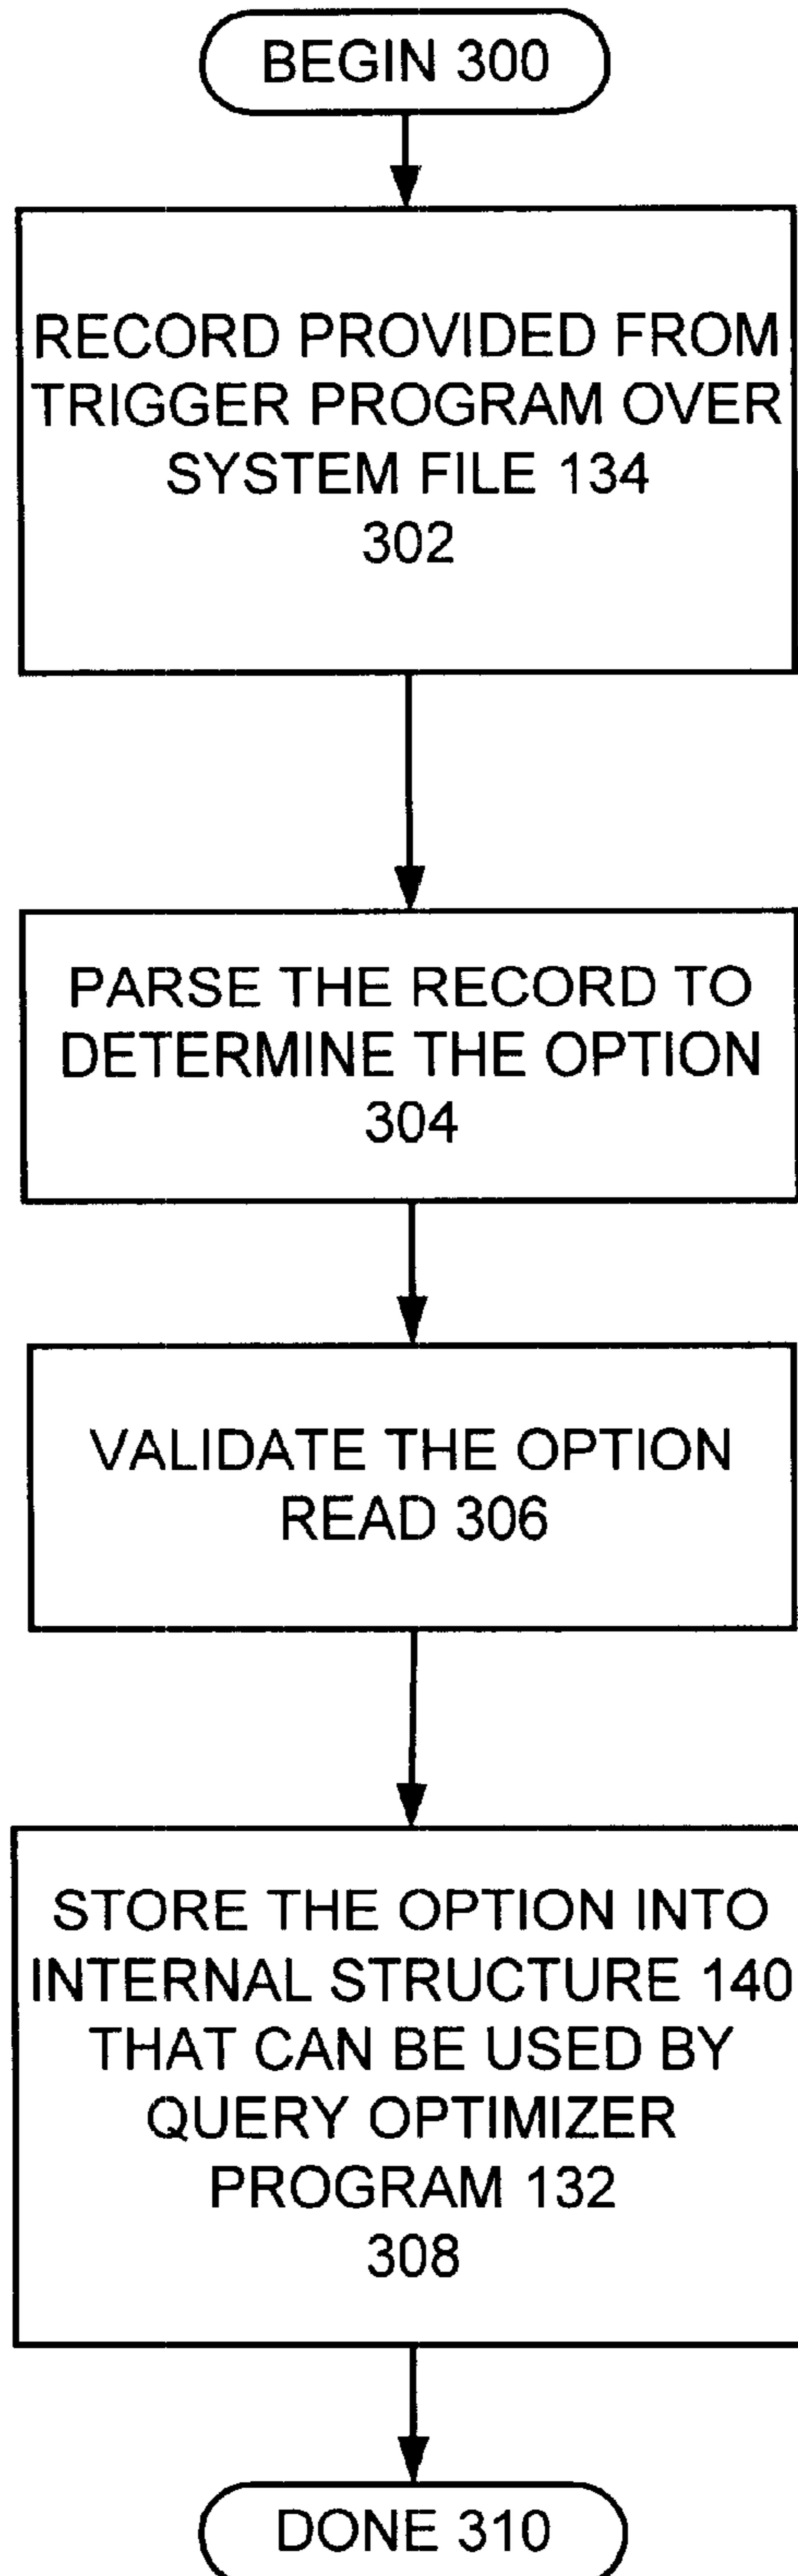 BEGIN 300
RECORD PROVIDED FROM
TRIGGER PROGRAM OVER
SYSTEM FILE 134
302
PARSE THE RECORD TO
DETERMINE THE OPTION
304
VALIDATE THE OPTION
READ 306
STORE THE OPTION INTO
INTERNAL STRUCTURE 140
THAT CAN BE USED BY
QUERY OPTIMIZER
PROGRAM 132
308
DONE 310